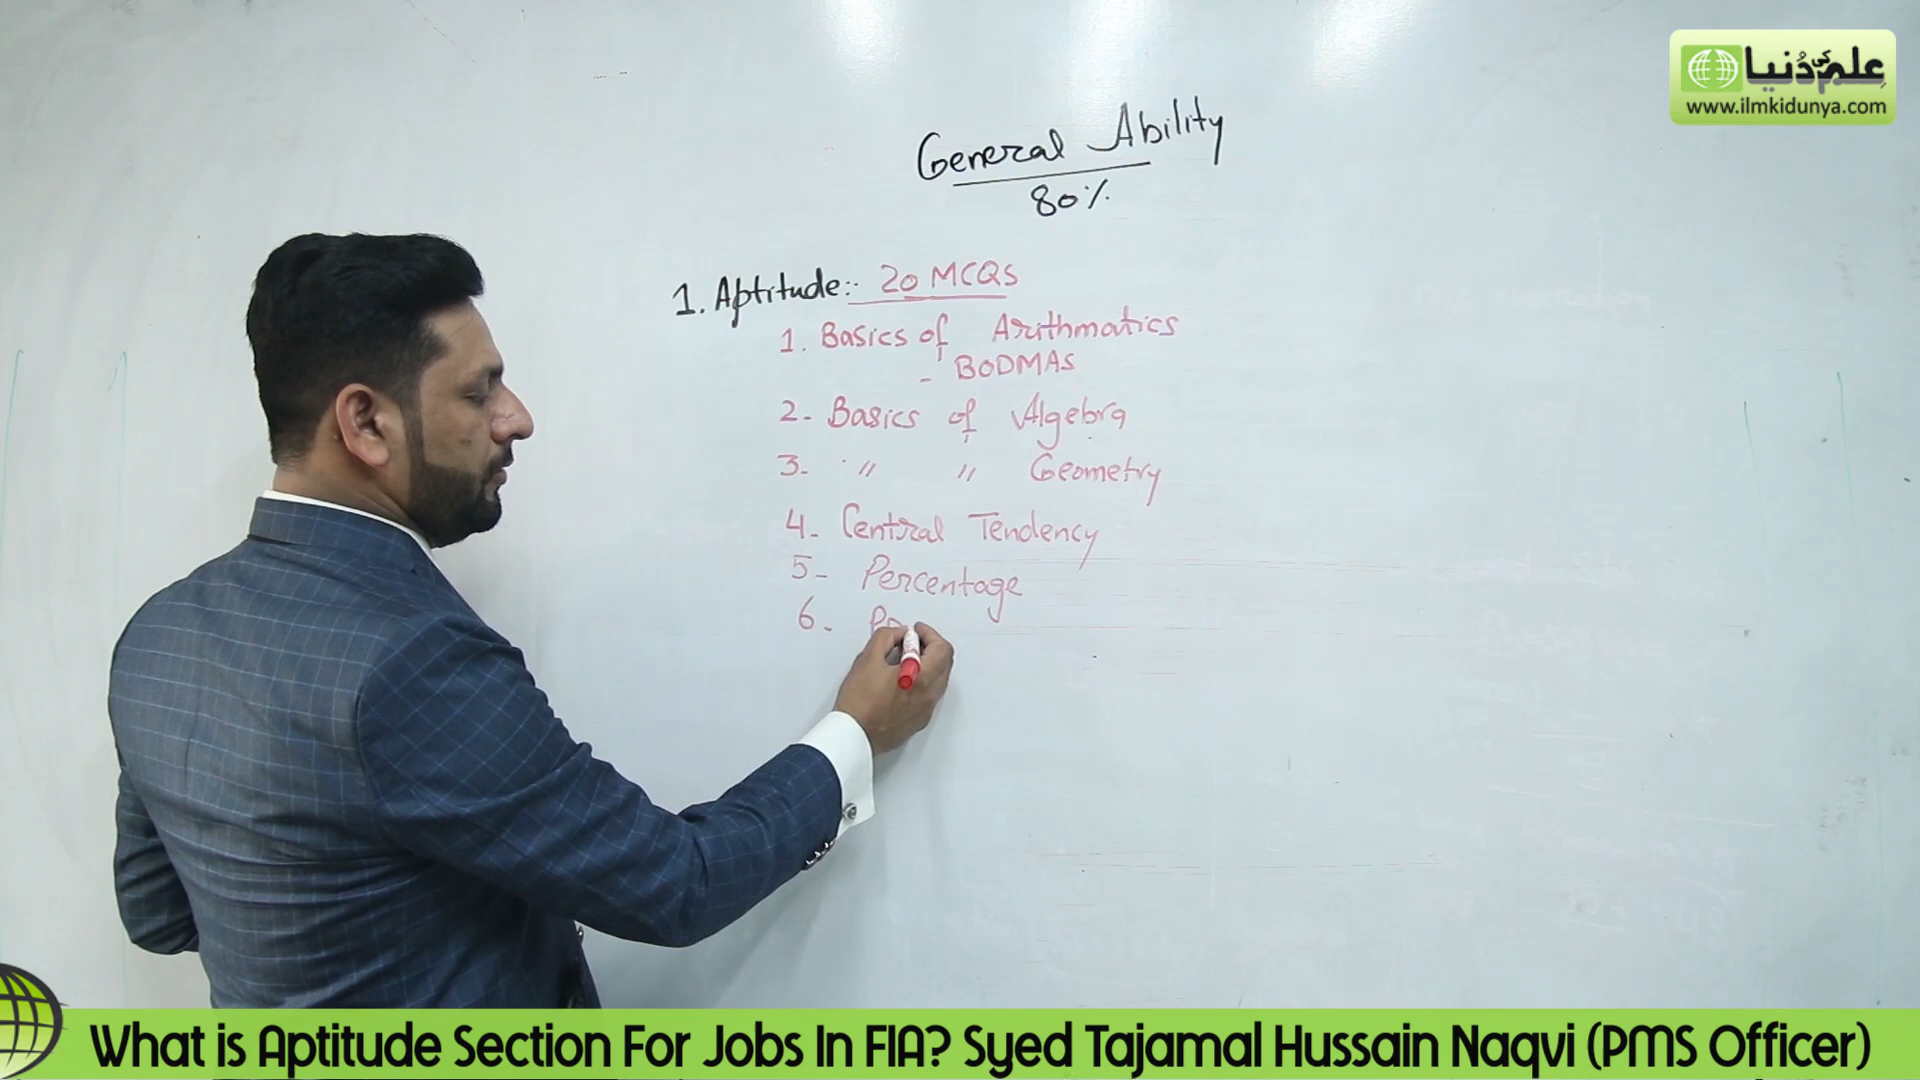 علم کی دُنیا
www.ilmkidunya.com
General Ability
80%
1. Aptitude:- 20 MCQS
1. Basics of Arithmatics
- BODMAS
2- Basics of Algebra
3- " " Geometry
4- Central Tendency
5- Percentage
6-
What is Aptitude Section For Jobs In FIA? Syed Tajamal Hussain Naqvi (PMS Officer)